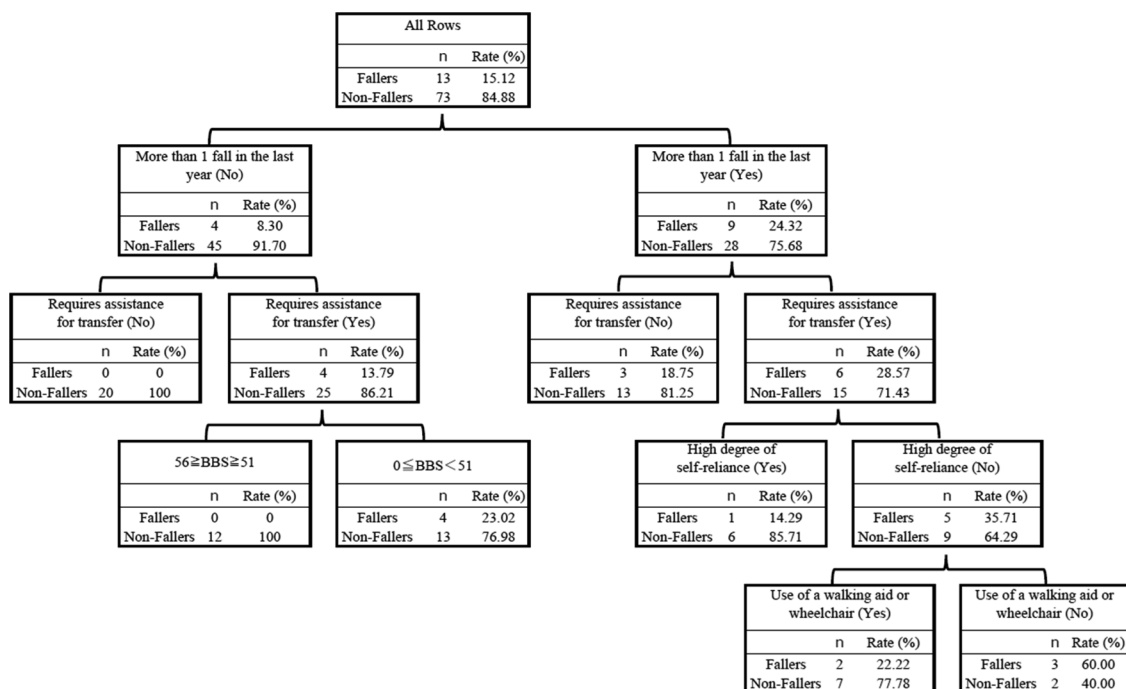 All Rows
n Rate (%)
Fallers 13 15.12
Non-Fallers 73 84.88
More than 1 fall in the last
year (No)
n Rate (%)
Fallers 4 8.30
Non-Fallers 45 91.70
More than 1 fall in the last
year (Yes)
n Rate (%)
Fallers 9 24.32
Non-Fallers 28 75.68
Requires assistance
for transfer (No)
n Rate (%)
Fallers 0 0
Non-Fallers 20 100
Requires assistance
for transfer (Yes)
n Rate (%)
Fallers 4 13.79
Non-Fallers 25 86.21
Requires assistance
for transfer (No)
n Rate (%)
Fallers 3 18.75
Non-Fallers 13 81.25
Requires assistance
for transfer (Yes)
n Rate (%)
Fallers 6 28.57
Non-Fallers 15 71.43
56≧BBS≧51
n Rate (%)
Fallers 0 0
Non-Fallers 12 100
0≦BBS<51
n Rate (%)
Fallers 4 23.02
Non-Fallers 13 76.98
High degree of
self-reliance (Yes)
n Rate (%)
Fallers 1 14.29
Non-Fallers 6 85.71
High degree of
self-reliance (No)
n Rate (%)
Fallers 5 35.71
Non-Fallers 9 64.29
Use of a walking aid or
wheelchair (Yes)
n Rate (%)
Fallers 2 22.22
Non-Fallers 7 77.78
Use of a walking aid or
wheelchair (No)
n Rate (%)
Fallers 3 60.00
Non-Fallers 2 40.00